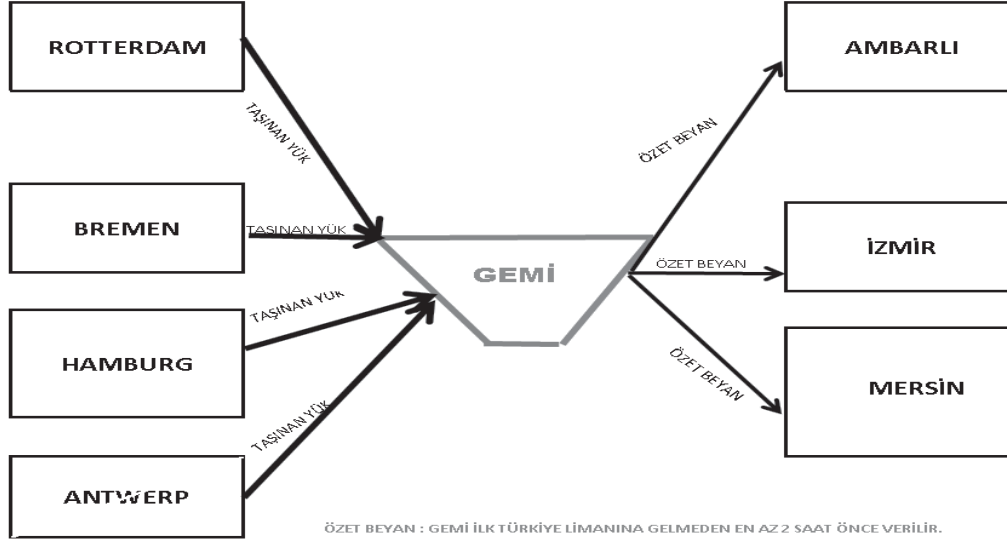 ROTTERDAM
TAŞINAN YÜK
BREMEN
TAŞINAN YÜK
HAMBURG
TAŞINAN YÜK
ANTWERP
TAŞINAN YÜK
GEMİ
ÖZET BEYAN
AMBARLI
ÖZET BEYAN
İZMİR
ÖZET BEYAN
MERSİN
ÖZET BEYAN : GEMİ İLK TÜRKİYE LİMANINA GELMEDEN EN AZ 2 SAAT ÖNCE VERİLİR.